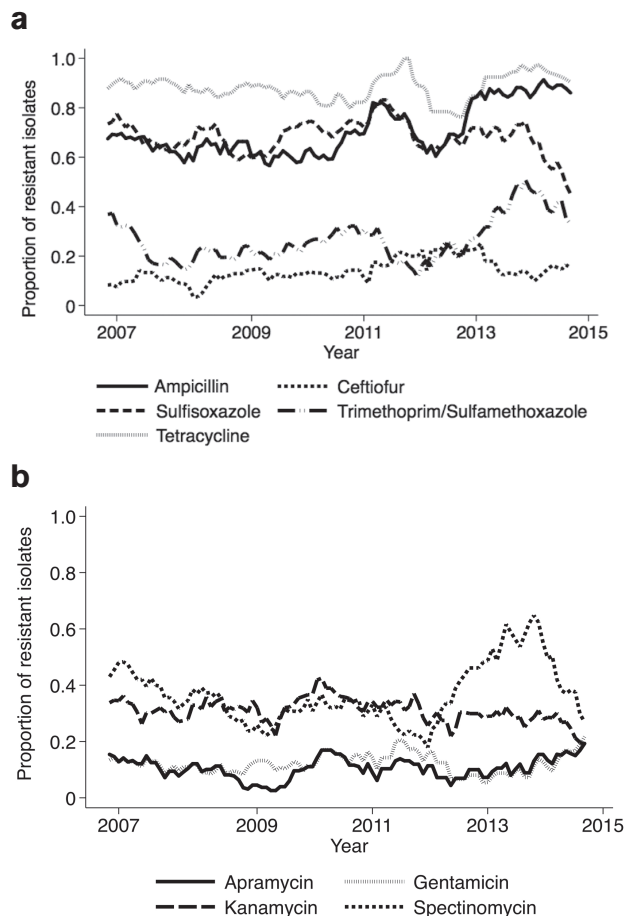 a
1.0
0.8
0.6
0.4
0.2
0
Proportion of resistant isolates
2007 2009 2011 2013 2015
Year
Ampicillin Ceftiofur
Sulfisoxazole Trimethoprim/Sulfamethoxazole
Tetracycline
b
1.0
0.8
0.6
0.4
0.2
0
Proportion of resistant isolates
2007 2009 2011 2013 2015
Year
Apramycin Gentamicin
Kanamycin Spectinomycin